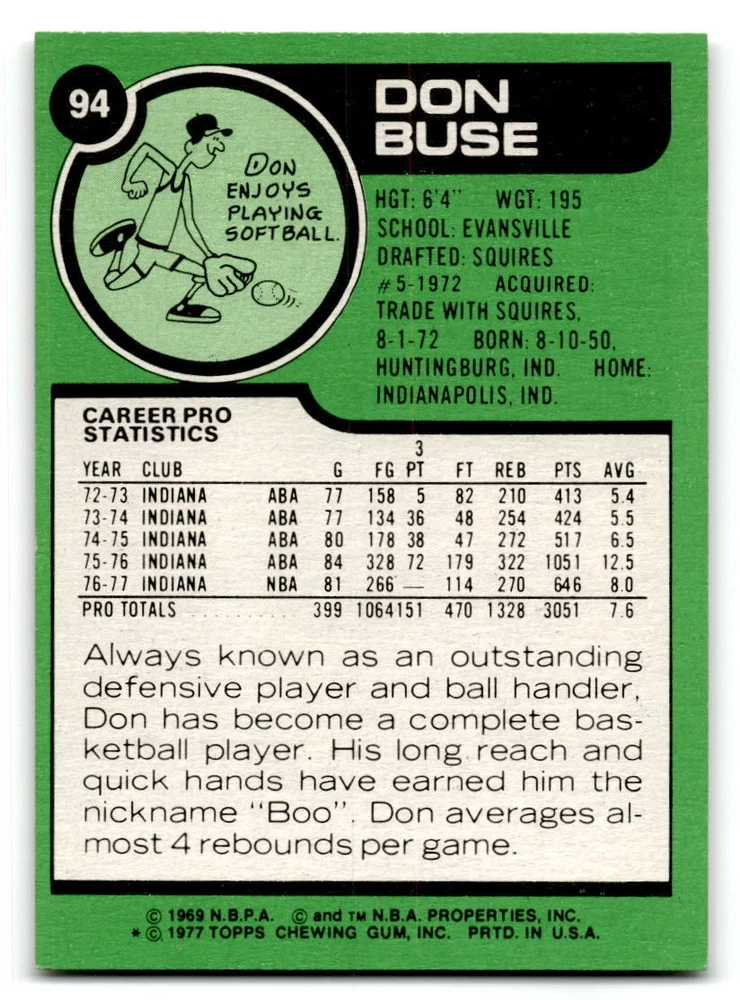 94
DON
BUSE
DON
ENJOYS
PLAYING
SOFTBALL.
HGT: 6'4" WGT: 195
SCHOOL: EVANSVILLE
DRAFTED: SQUIRES
#5-1972 ACQUIRED:
TRADE WITH SQUIRES,
8-1-72 BORN: 8-10-50,
HUNTINGBURG, IND. HOME:
INDIANAPOLIS, IND.
CAREER PRO
STATISTICS
3
YEAR CLUB G FG PT FT REB PTS AVG
72-73 INDIANA ABA 77 158 5 82 210 413 5.4
73-74 INDIANA ABA 77 134 36 48 254 424 5.5
74-75 INDIANA ABA 80 178 38 47 272 517 6.5
75-76 INDIANA ABA 84 328 72 179 322 1051 12.5
76-77 INDIANA NBA 81 266 — 114 270 646 8.0
PRO TOTALS .......... 399 1064 151 470 1328 3051 7.6
Always known as an outstanding
defensive player and ball handler,
Don has become a complete bas-
ketball player. His long reach and
quick hands have earned him the
nickname "Boo". Don averages al-
most 4 rebounds per game.
© 1969 N.B.P.A. © and TM N.B.A. PROPERTIES, INC.
* © 1977 TOPPS CHEWING GUM, INC. PRTD. IN U.S.A.